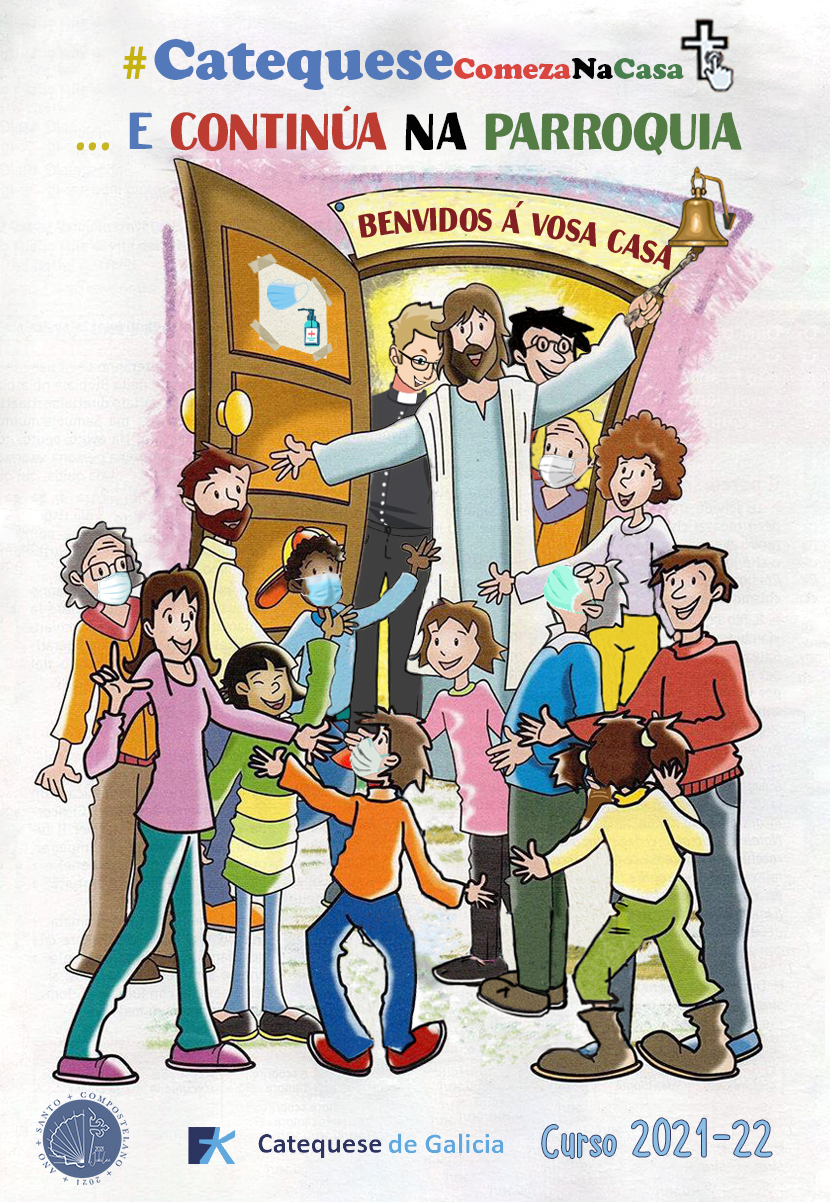 #CatequeseComezaNaCasa
... E CONTINÚA NA PARROQUIA
BENVIDOS Á VOSA CASA
ANO + SANTO + COMPOSTELANO + 2021 +
Catequese de Galicia
Curso 2021-22